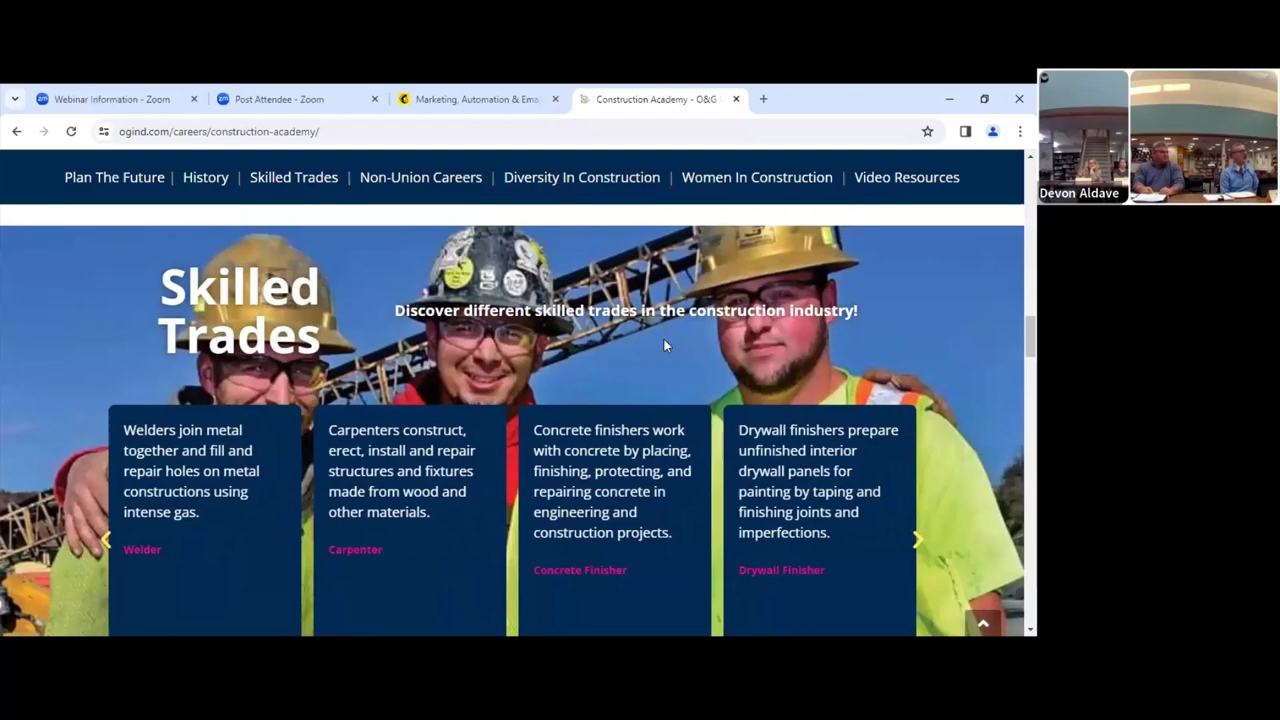 Webinar Information - Zoom
Post Attendee - Zoom
Marketing, Automation & Ema
Construction Academy - O&G
ogind.com/careers/construction-academy/
Plan The Future | History | Skilled Trades | Non-Union Careers | Diversity In Construction | Women In Construction | Video Resources
Skilled
Trades
Discover different skilled trades in the construction industry!
Welders join metal
together and fill and
repair holes on metal
constructions using
intense gas.
Welder
Carpenters construct,
erect, install and repair
structures and fixtures
made from wood and
other materials.
Carpenter
Concrete finishers work
with concrete by placing,
finishing, protecting, and
repairing concrete in
engineering and
construction projects.
Concrete Finisher
Drywall finishers prepare
unfinished interior
drywall panels for
painting by taping and
finishing joints and
imperfections.
Drywall Finisher
Devon Aldave